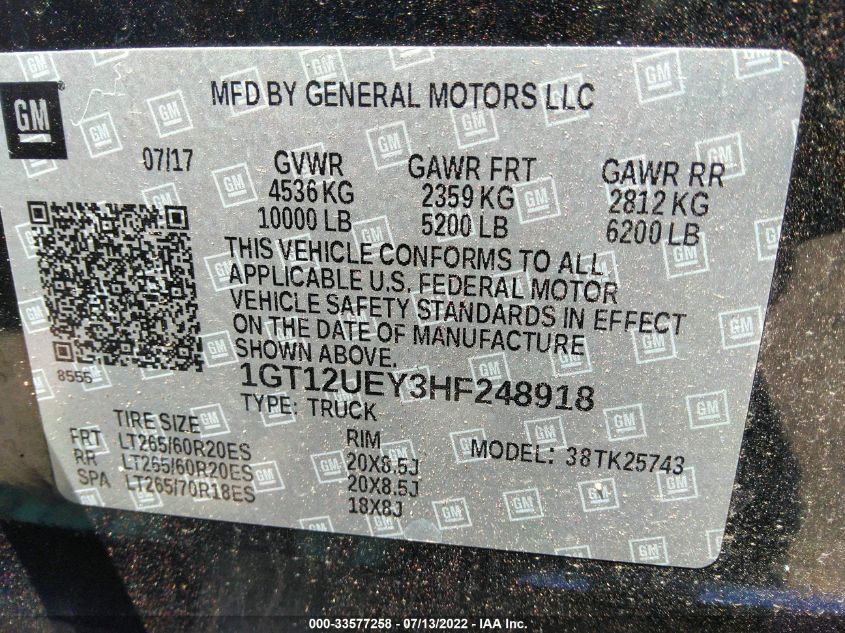 MFD BY GENERAL MOTORS LLC
GM
07/17 GVWR GAWR FRT GAWR RR
4536 KG 2359 KG 2812 KG
10000 LB 5200 LB 6200 LB
THIS VEHICLE CONFORMS TO ALL
APPLICABLE U.S. FEDERAL MOTOR
VEHICLE SAFETY STANDARDS IN EFFECT
ON THE DATE OF MANUFACTURE
SHOWN ABOVE.
8555
1GT12UEY3HF248918
TYPE: TRUCK
TIRE SIZE RIM MODEL: 38TK25743
FRT LT265/60R20ES 20X8.5J
RR LT265/60R20ES 20X8.5J
SPA LT265/70R18ES 18X8J
000-33577258 - 07/13/2022 - IAA Inc.